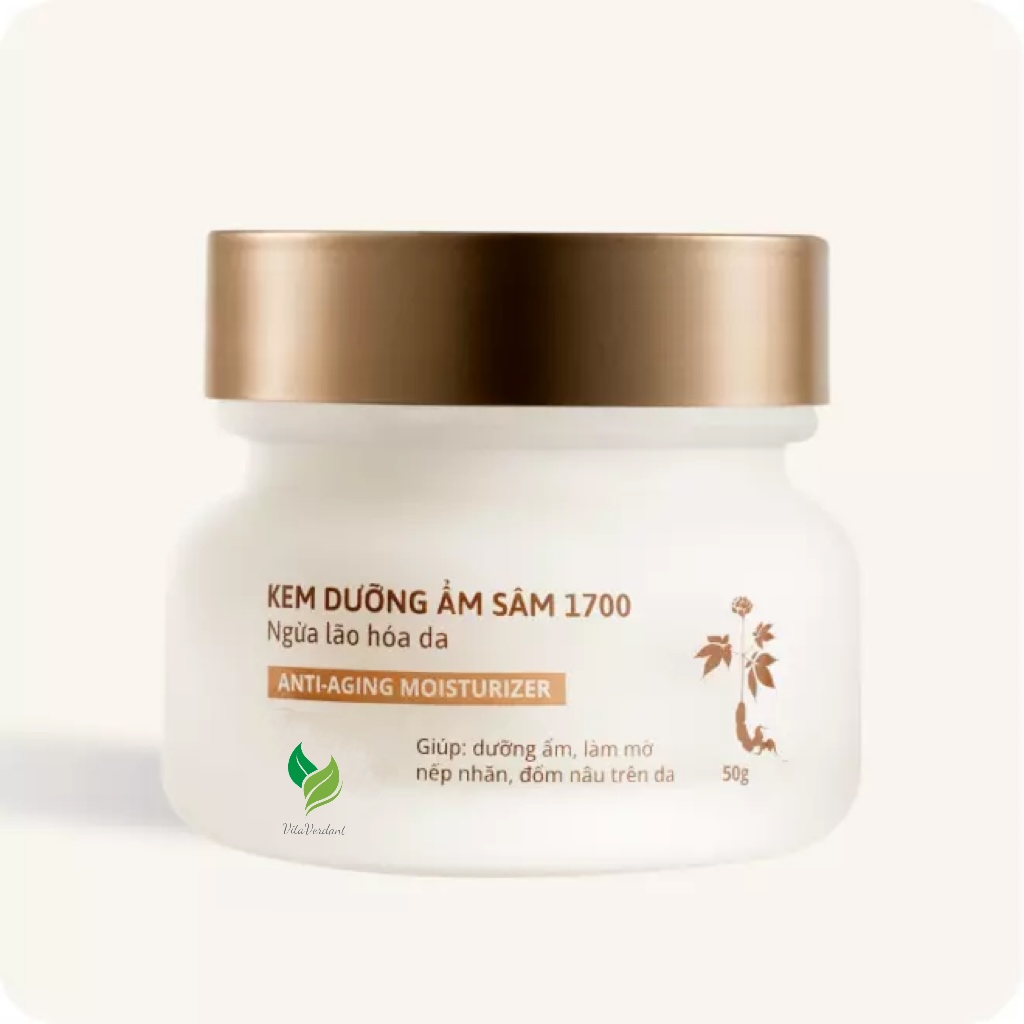 KEM DƯỠNG ẨM SÂM 1700
Ngừa lão hóa da
ANTI-AGING MOISTURIZER
Giúp: dưỡng ẩm, làm mờ
nếp nhăn, đốm nâu trên da
50g
VitaVerdant